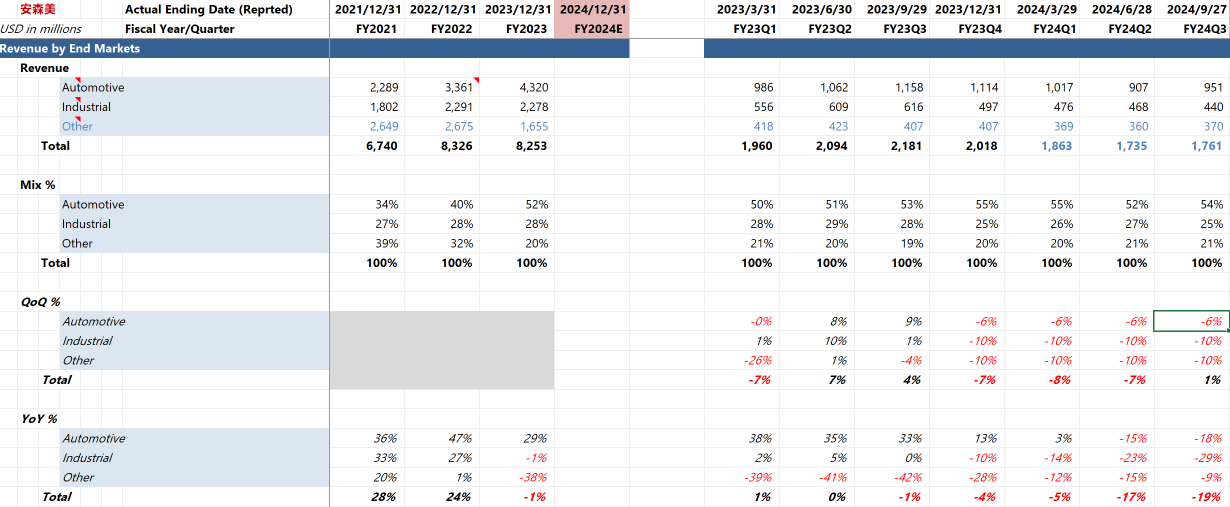 安森美 Actual Ending Date (Reprted) 2021/12/31 2022/12/31 2023/12/31 2024/12/31 2023/3/31 2023/6/30 2023/9/29 2023/12/31 2024/3/29 2024/6/28 2024/9/27
USD in millions Fiscal Year/Quarter FY2021 FY2022 FY2023 FY2024E FY23Q1 FY23Q2 FY23Q3 FY23Q4 FY24Q1 FY24Q2 FY24Q3
Revenue by End Markets
Revenue
Automotive 2,289 3,361 4,320 986 1,062 1,158 1,114 1,017 907 951
Industrial 1,802 2,291 2,278 556 609 616 497 476 468 440
Other 2,649 2,675 1,655 418 423 407 407 369 360 370
Total 6,740 8,326 8,253 1,960 2,094 2,181 2,018 1,863 1,735 1,761
Mix %
Automotive 34% 40% 52% 50% 51% 53% 55% 55% 52% 54%
Industrial 27% 28% 28% 28% 29% 28% 25% 26% 27% 25%
Other 39% 32% 20% 21% 20% 19% 20% 20% 21% 21%
Total 100% 100% 100% 100% 100% 100% 100% 100% 100% 100%
QoQ %
Automotive -0% 8% 9% -6% -6% -6% -6%
Industrial 1% 10% 1% -10% -10% -10% -10%
Other -26% 1% -4% -10% -10% -10% -10%
Total -7% 7% 4% -7% -8% -7% 1%
YoY %
Automotive 36% 47% 29% 38% 35% 33% 13% 3% -15% -18%
Industrial 33% 27% -1% 2% 5% 0% -10% -14% -23% -29%
Other 20% 1% -38% -39% -41% -42% -28% -12% -15% -9%
Total 28% 24% -1% 1% 0% -1% -4% -5% -17% -19%